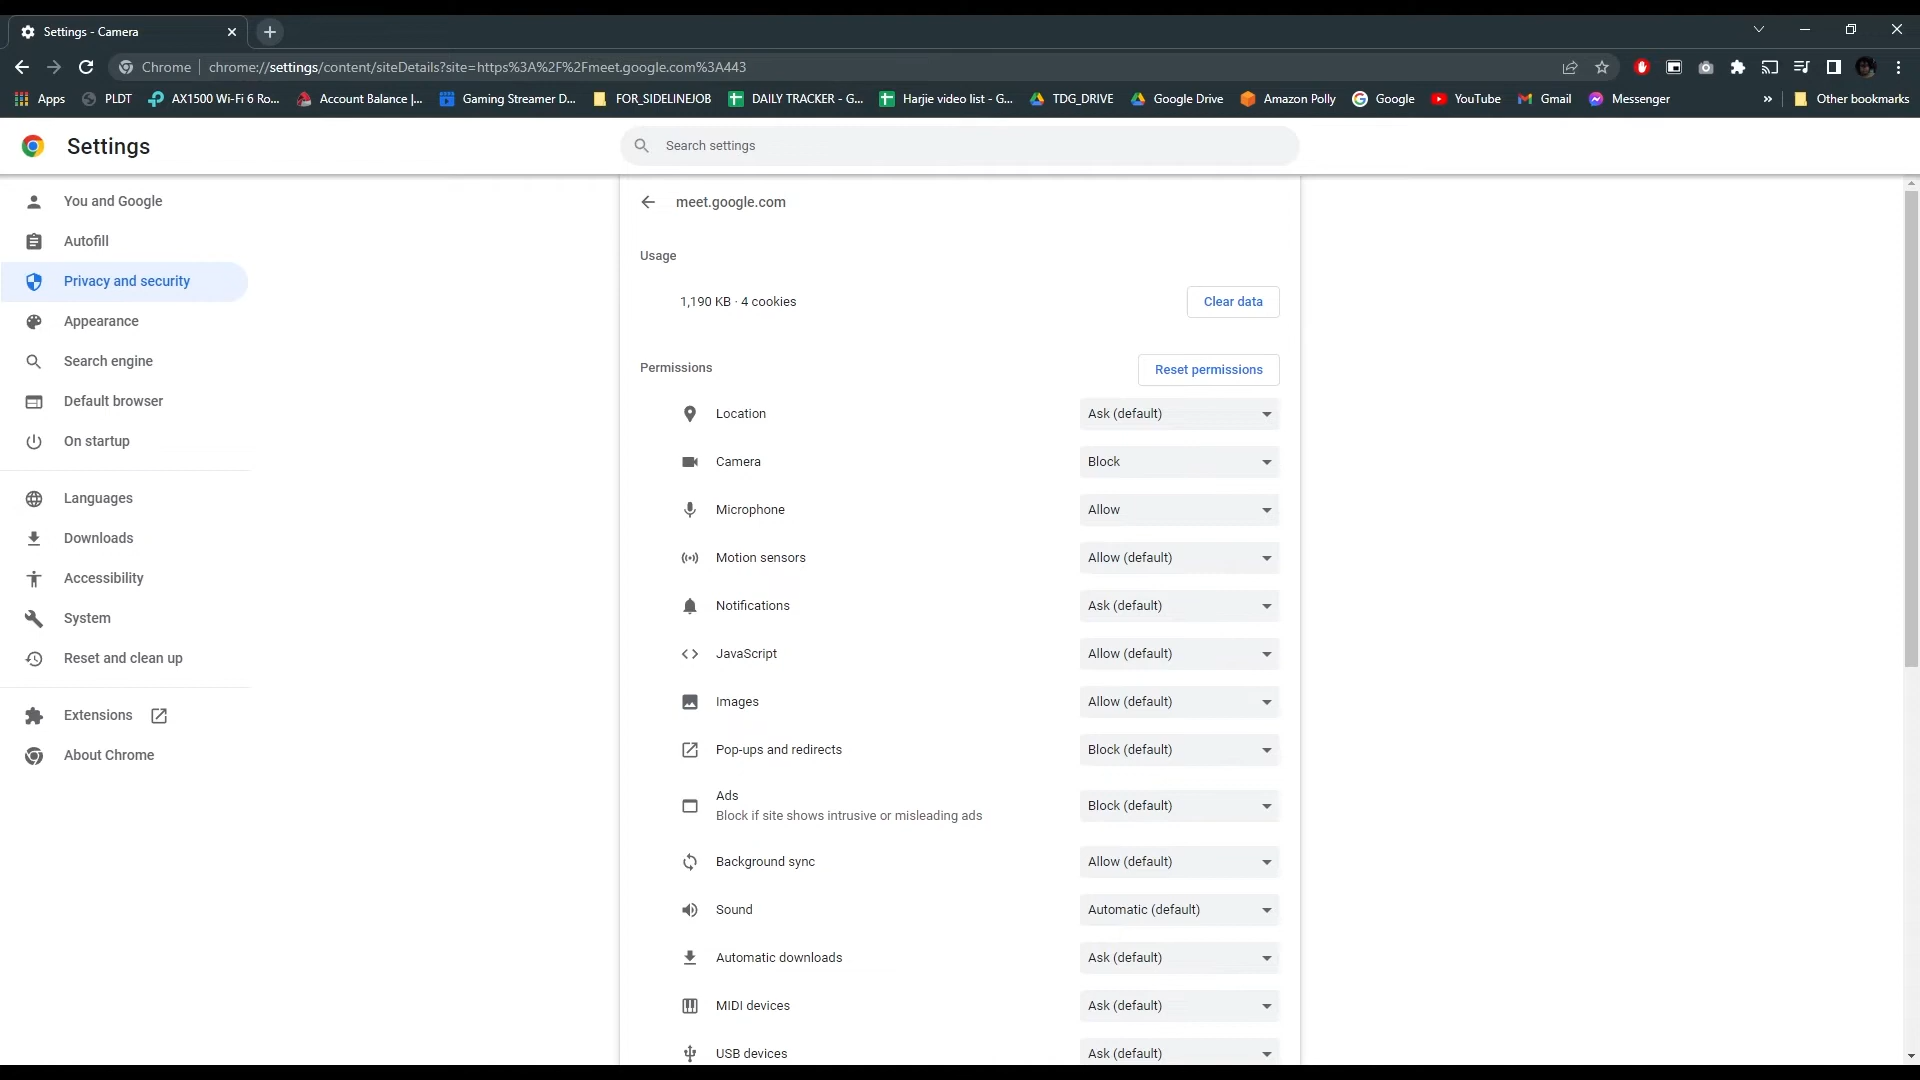 Settings - Camera
Chrome chrome://settings/content/siteDetails?site=https%3A%2F%2Fmeet.google.com%3A443
Apps PLDT AX1500 Wi-Fi 6 Ro... Account Balance |... Gaming Streamer D... FOR_SIDELINEJOB DAILY TRACKER - G... Harjie video list - G... TDG_DRIVE Google Drive Amazon Polly Google YouTube Gmail Messenger » Other bookmarks
Settings
Search settings
You and Google
Autofill
Privacy and security
Appearance
Search engine
Default browser
On startup
Languages
Downloads
Accessibility
System
Reset and clean up
Extensions
About Chrome
meet.google.com
Usage
1,190 KB · 4 cookies Clear data
Permissions Reset permissions
Location Ask (default)
Camera Block
Microphone Allow
Motion sensors Allow (default)
Notifications Ask (default)
JavaScript Allow (default)
Images Allow (default)
Pop-ups and redirects Block (default)
Ads
Block if site shows intrusive or misleading ads Block (default)
Background sync Allow (default)
Sound Automatic (default)
Automatic downloads Ask (default)
MIDI devices Ask (default)
USB devices Ask (default)